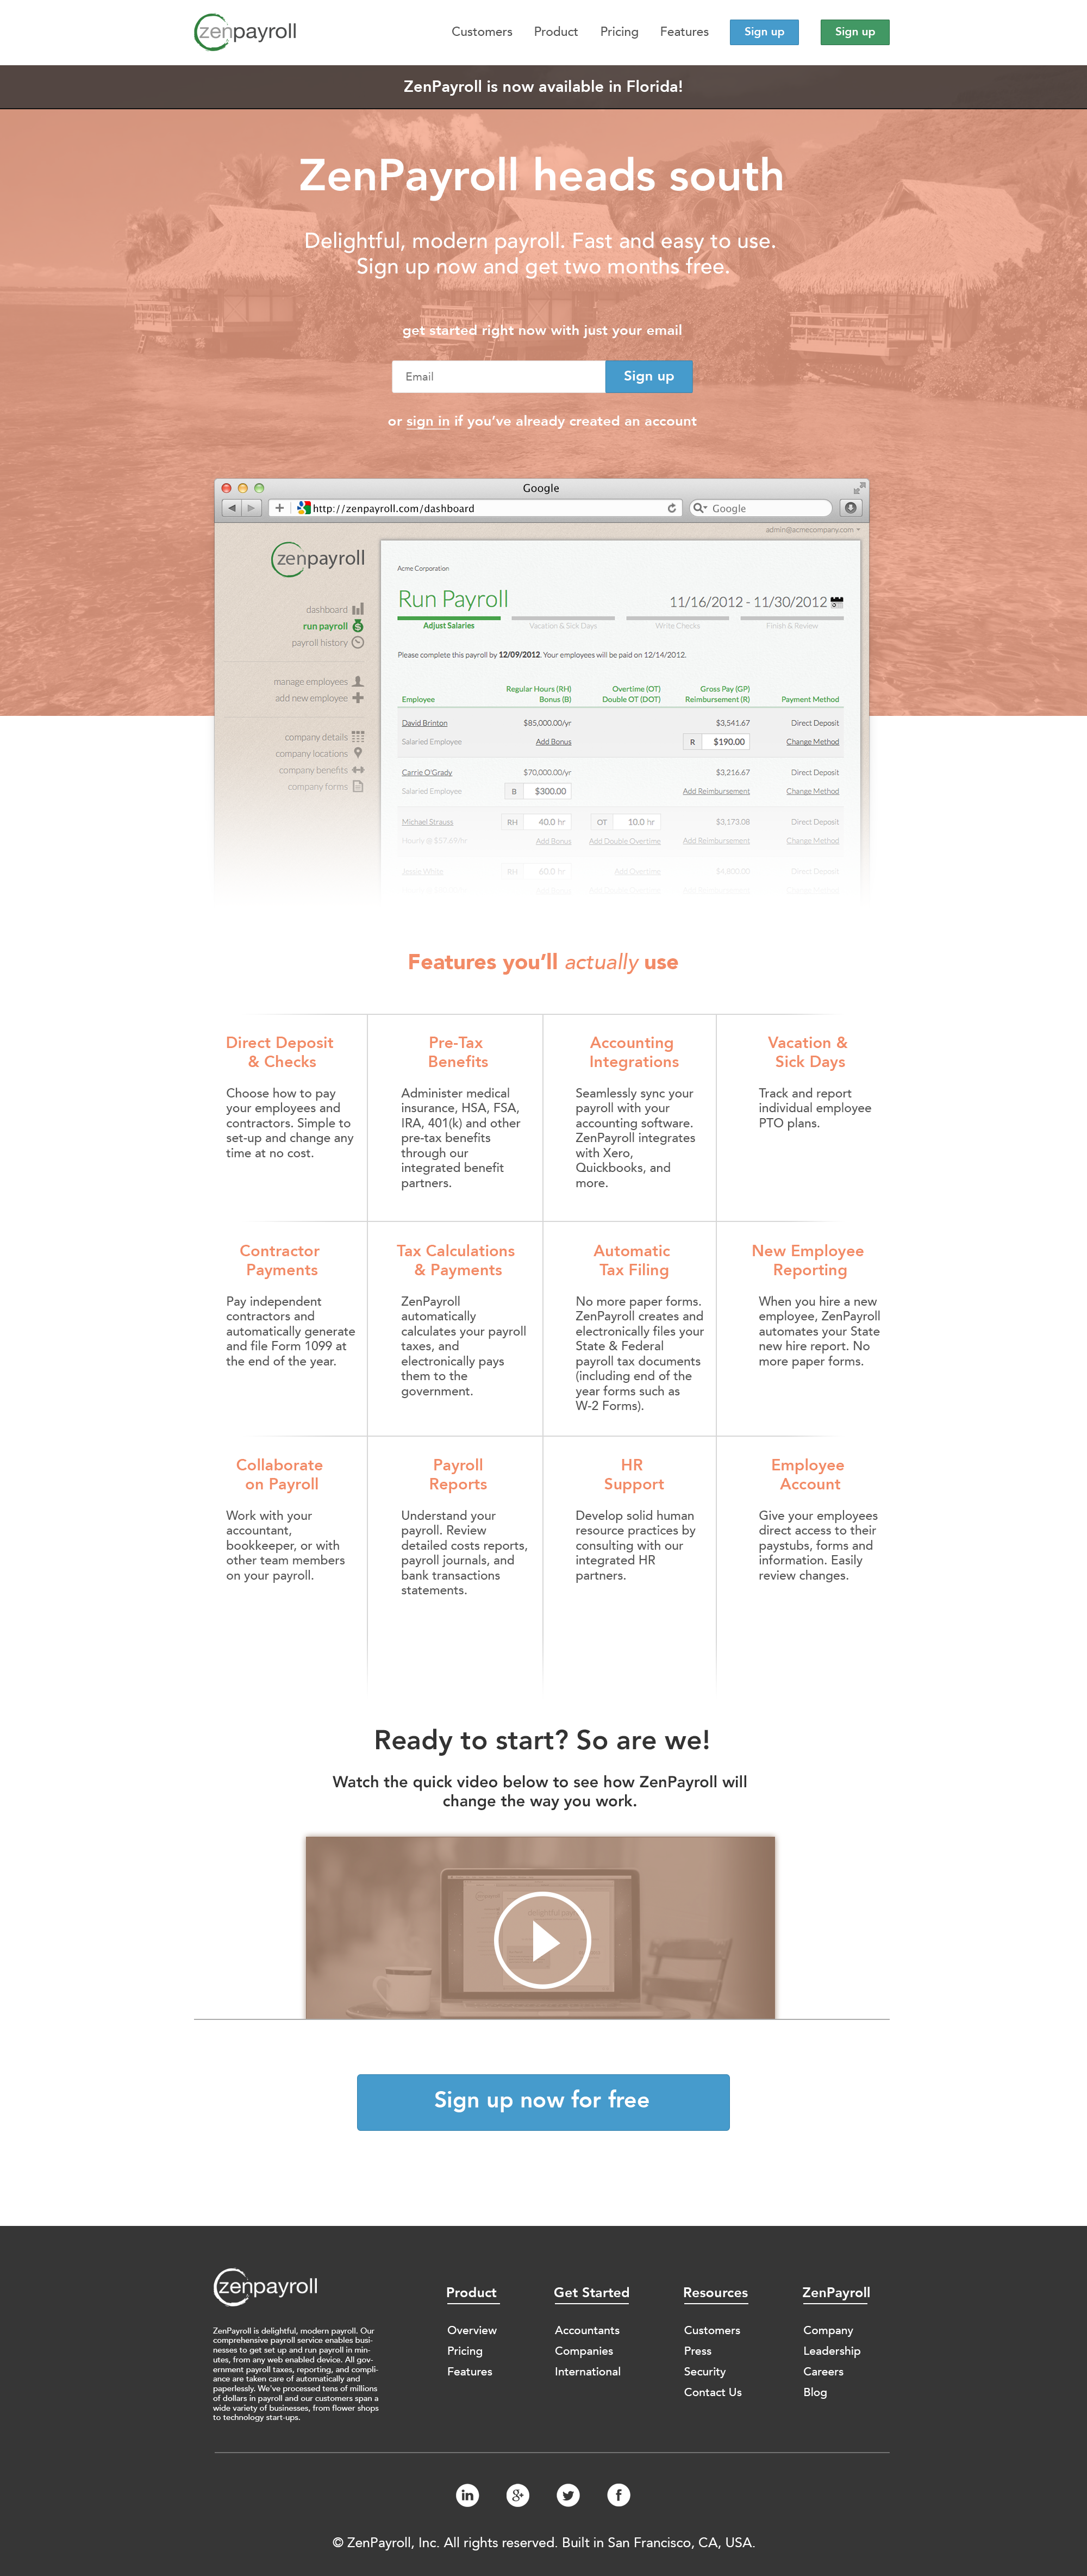 zenpayroll
Customers Product Pricing Features Sign up Sign up
ZenPayroll is now available in Florida!
ZenPayroll heads south
Delightful, modern payroll. Fast and easy to use.
Sign up now and get two months free.
get started right now with just your email
Email Sign up
or sign in if you've already created an account
Google
http://zenpayroll.com/dashboard Google
admin@acmecompany.com
zenpayroll
dashboard
run payroll
payroll history
manage employees
add new employee
company details
company locations
company benefits
company forms
Acme Corporation
Run Payroll 11/16/2012 - 11/30/2012
Adjust Salaries Vacation & Sick Days Write Checks Finish & Review
Please complete this payroll by 12/09/2012. Your employees will be paid on 12/14/2012.
Regular Hours (RH) Overtime (OT) Gross Pay (GP)
Employee Bonus (B) Double OT (DOT) Reimbursement (R) Payment Method
David Brinton $85,000.00/yr $3,541.67 Direct Deposit
Salaried Employee Add Bonus R $190.00 Change Method
Carrie O'Grady $70,000.00/yr $3,216.67 Direct Deposit
Salaried Employee B $300.00 Add Reimbursement Change Method
Michael Strauss RH 40.0 hr OT 10.0 hr $3,173.08 Direct Deposit
Hourly @ $57.69/hr Add Bonus Add Double Overtime Add Reimbursement Change Method
Jessie White RH 60.0 hr Add Overtime $4,800.00 Direct Deposit
Features you'll actually use
Direct Deposit
& Checks
Choose how to pay
your employees and
contractors. Simple to
set-up and change any
time at no cost.
Pre-Tax
Benefits
Administer medical
insurance, HSA, FSA,
IRA, 401(k) and other
pre-tax benefits
through our
integrated benefit
partners.
Accounting
Integrations
Seamlessly sync your
payroll with your
accounting software.
ZenPayroll integrates
with Xero,
Quickbooks, and
more.
Vacation &
Sick Days
Track and report
individual employee
PTO plans.
Contractor
Payments
Pay independent
contractors and
automatically generate
and file Form 1099 at
the end of the year.
Tax Calculations
& Payments
ZenPayroll
automatically
calculates your payroll
taxes, and
electronically pays
them to the
government.
Automatic
Tax Filing
No more paper forms.
ZenPayroll creates and
electronically files your
State & Federal
payroll tax documents
(including end of the
year forms such as
W-2 Forms).
New Employee
Reporting
When you hire a new
employee, ZenPayroll
automates your State
new hire report. No
more paper forms.
Collaborate
on Payroll
Work with your
accountant,
bookkeeper, or with
other team members
on your payroll.
Payroll
Reports
Understand your
payroll. Review
detailed costs reports,
payroll journals, and
bank transactions
statements.
HR
Support
Develop solid human
resource practices by
consulting with our
integrated HR
partners.
Employee
Account
Give your employees
direct access to their
paystubs, forms and
information. Easily
review changes.
Ready to start? So are we!
Watch the quick video below to see how ZenPayroll will
change the way you work.
Sign up now for free
zenpayroll
ZenPayroll is delightful, modern payroll. Our
comprehensive payroll service enables busi-
nesses to get set up and run payroll in min-
utes, from any web enabled device. All gov-
ernment payroll taxes, reporting, and compli-
ance are taken care of automatically and
paperlessly. We've processed tens of millions
of dollars in payroll and our customers span a
wide variety of businesses, from flower shops
to technology start-ups.
Product
Overview
Pricing
Features
Get Started
Accountants
Companies
International
Resources
Customers
Press
Security
Contact Us
ZenPayroll
Company
Leadership
Careers
Blog
in g+ f
© ZenPayroll, Inc. All rights reserved. Built in San Francisco, CA, USA.